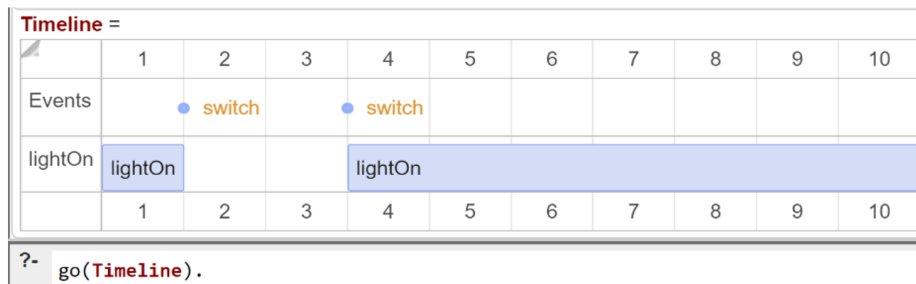 Timeline =
1 2 3 4 5 6 7 8 9 10
Events switch switch
lightOn lightOn lightOn
1 2 3 4 5 6 7 8 9 10
?- go(Timeline).